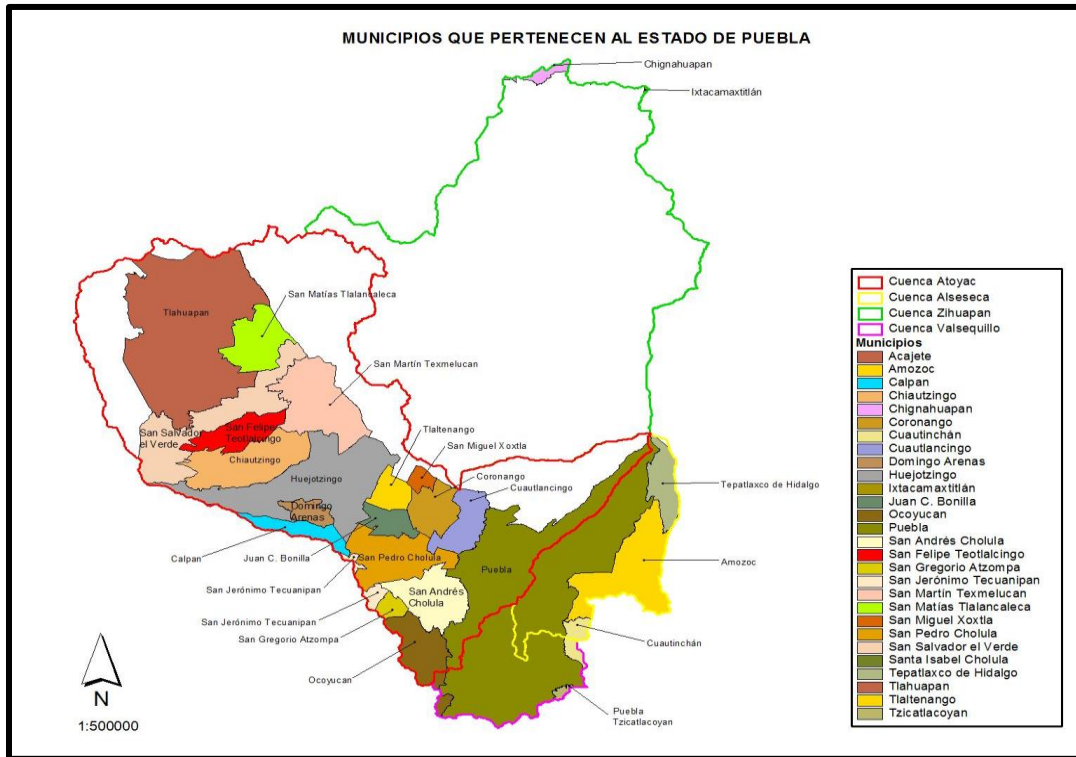 MUNICIPIOS QUE PERTENECEN AL ESTADO DE PUEBLA
Chignahuapan
Ixtacamaxtitlán
Tlahuapan
San Matías Tlalancaleca
San Martín Texmelucan
San Salvador
el Verde
San Felipe
Teotlalcingo
Chiautzingo
Tlaltenango
San Miguel Xoxtla
Coronango
Cuautlancingo
Huejotzingo
Tepatlaxco de Hidalgo
Domingo
Arenas
Calpan
Juan C. Bonilla
San Pedro Cholula
Puebla
Amozoc
San Jerónimo Tecuanipan
San Andrés
Cholula
San Jerónimo Tecuanipan
San Gregorio Atzompa
Cuautinchán
Ocoyucan
Puebla
Tzicatlacoyan
N
1:500000
Cuenca Atoyac
Cuenca Alseseca
Cuenca Zihuapan
Cuenca Valsequillo
Municipios
Acajete
Amozoc
Calpan
Chiautzingo
Chignahuapan
Coronango
Cuautinchán
Cuautlancingo
Domingo Arenas
Huejotzingo
Ixtacamaxtitlán
Juan C. Bonilla
Ocoyucan
Puebla
San Andrés Cholula
San Felipe Teotlalcingo
San Gregorio Atzompa
San Jerónimo Tecuanipan
San Martín Texmelucan
San Matías Tlalancaleca
San Miguel Xoxtla
San Pedro Cholula
San Salvador el Verde
Santa Isabel Cholula
Tepatlaxco de Hidalgo
Tlahuapan
Tlaltenango
Tzicatlacoyan